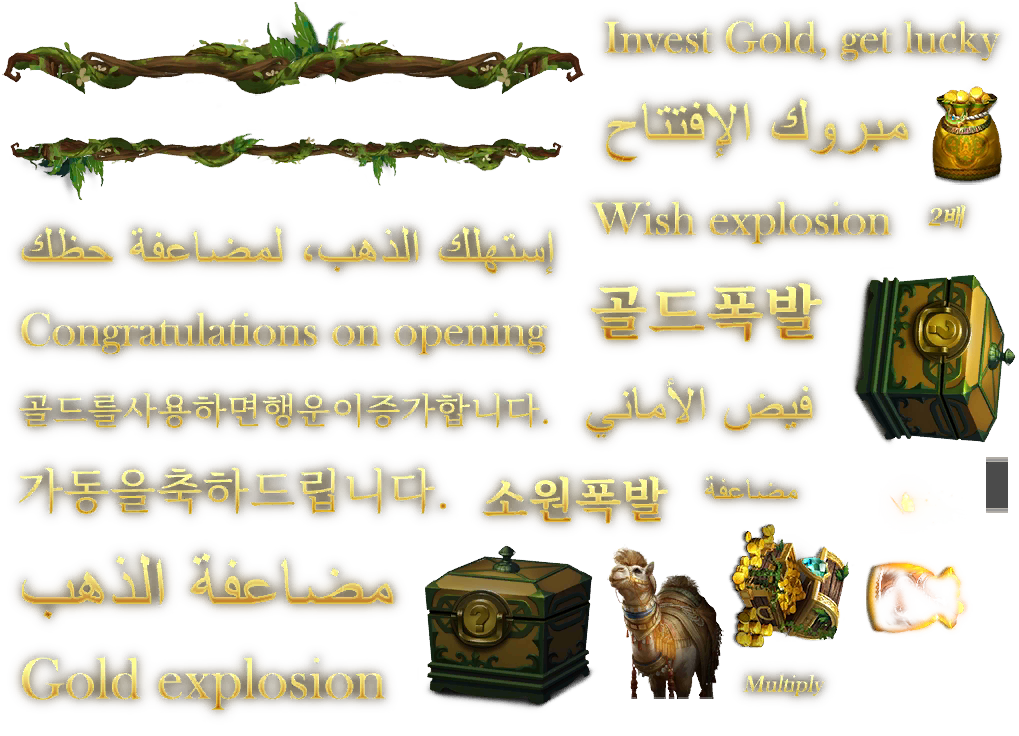 Invest Gold, get lucky
مبروك الإفتتاح
Wish explosion
2배
إستهلك الذهب، لمضاعفة حظك
골드폭발
Congratulations on opening
골드를사용하면행운이증가합니다.
فيض الأماني
가동을축하드립니다.
소원폭발
مضاعفة
مضاعفة الذهب
Gold explosion
Multiply